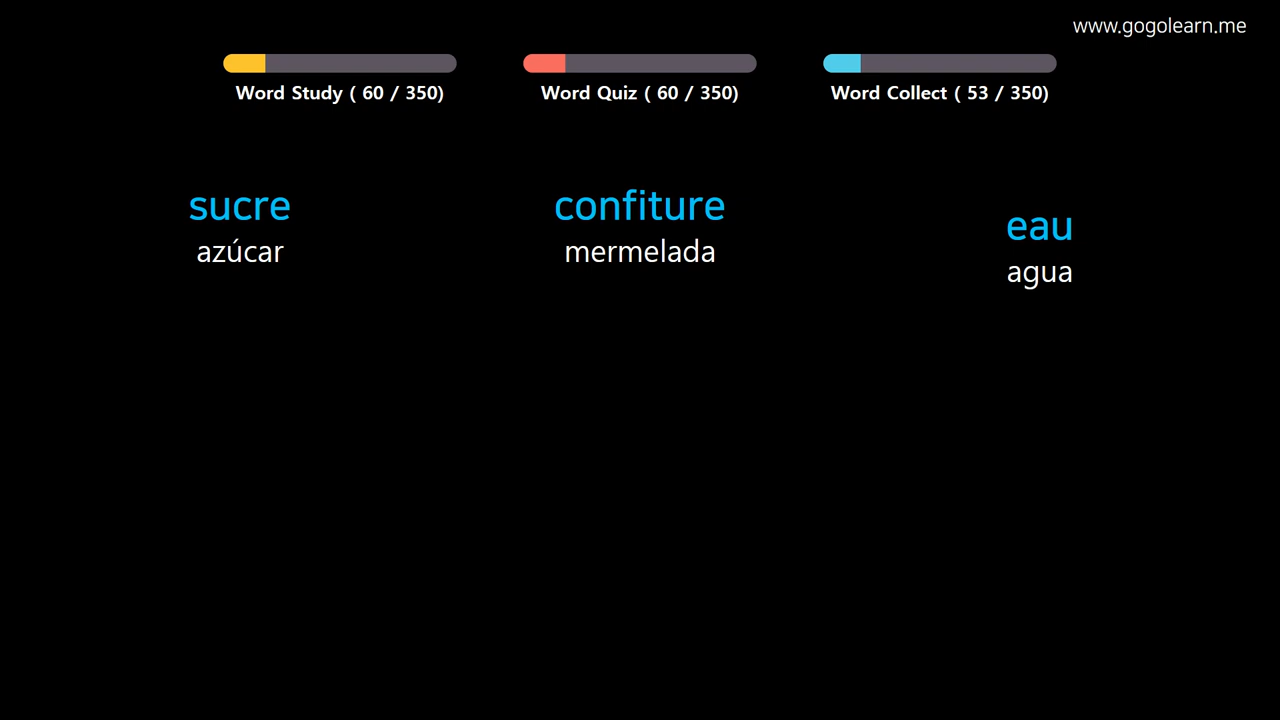 www.gogolearn.me
Word Study ( 60 / 350)
Word Quiz ( 60 / 350)
Word Collect ( 53 / 350)
sucre
azúcar
confiture
mermelada
eau
agua